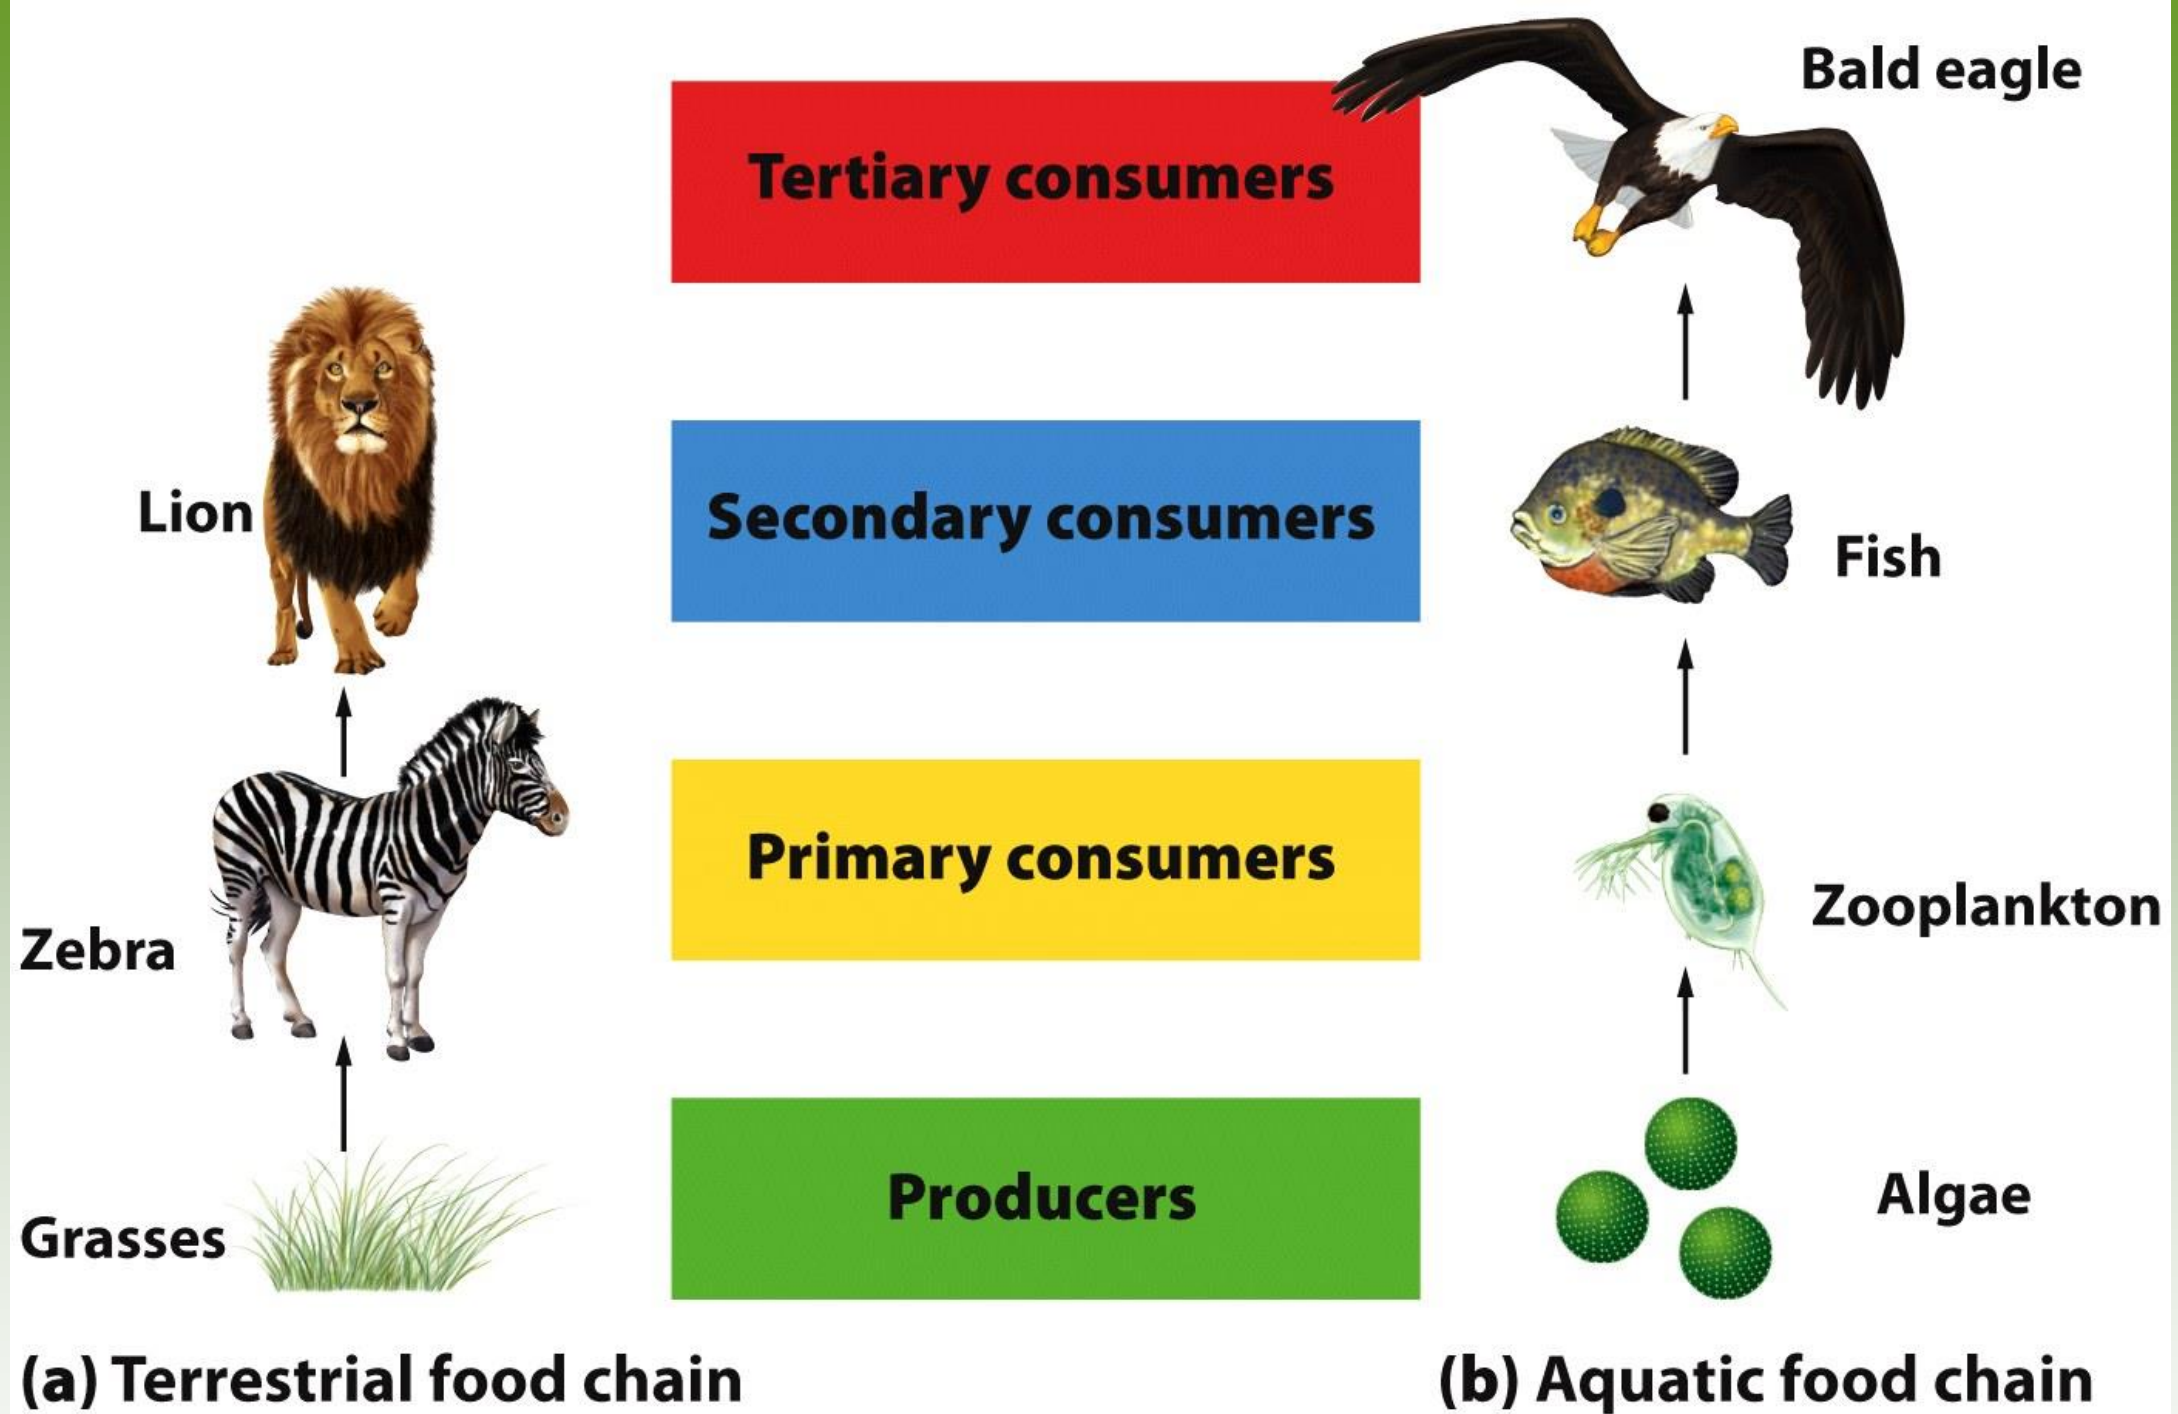 Bald eagle
Tertiary consumers
Lion
Secondary consumers
Fish
Primary consumers
Zooplankton
Zebra
Producers
Algae
Grasses
(a) Terrestrial food chain
(b) Aquatic food chain